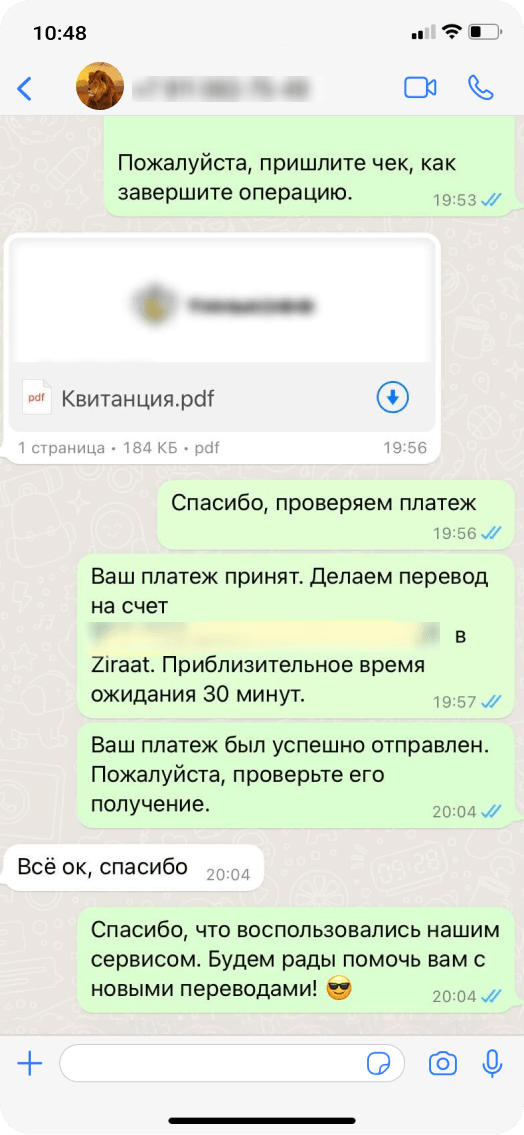 10:48
Пожалуйста, пришлите чек, как
завершите операцию.
19:53
pdf
Квитанция.pdf
1 страница • 184 КБ • pdf
19:56
Спасибо, проверяем платеж
19:56
Ваш платеж принят. Делаем перевод
на счет
в
Ziraat. Приблизительное время
ожидания 30 минут.
19:57
Ваш платеж был успешно отправлен.
Пожалуйста, проверьте его
получение.
20:04
Всё ок, спасибо
20:04
Спасибо, что воспользовались нашим
сервисом. Будем рады помочь вам с
новыми переводами! 😎
20:04